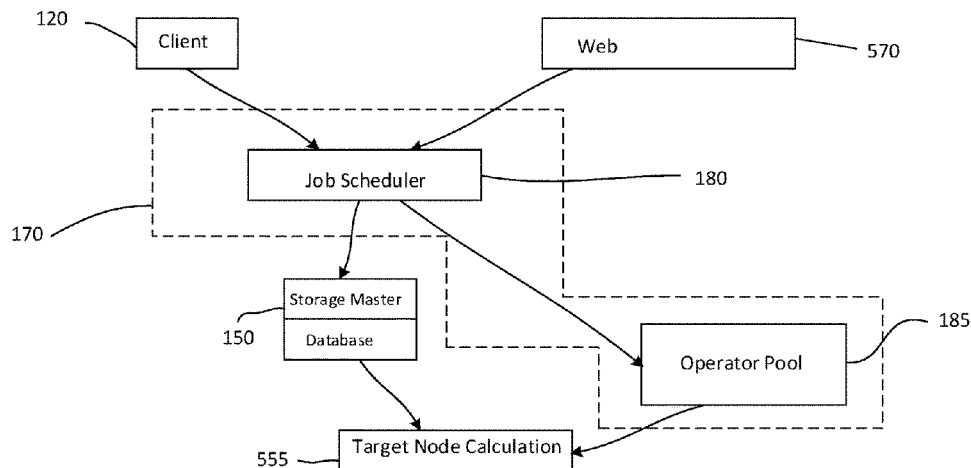 120
Client
Web
570
Job Scheduler
180
170
Storage Master
150
Database
185
Operator Pool
Target Node Calculation
555